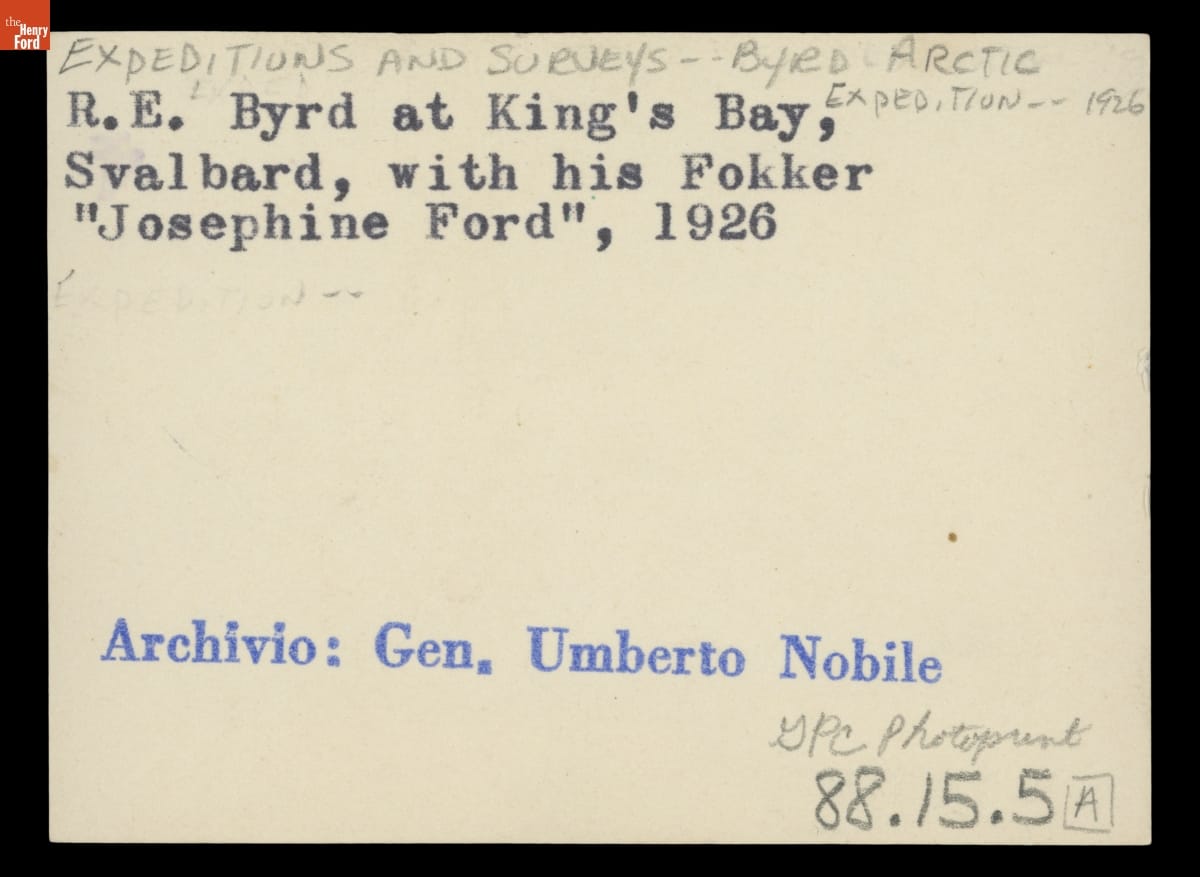 the Henry Ford
EXPEDITIONS AND SURVEYS -- BYRD ARCTIC
EXPEDITION -- 1926
R.E. Byrd at King's Bay,
Svalbard, with his Fokker
"Josephine Ford", 1926
EXPEDITION --
Archivio: Gen. Umberto Nobile
Photoprint
88.15.5 A